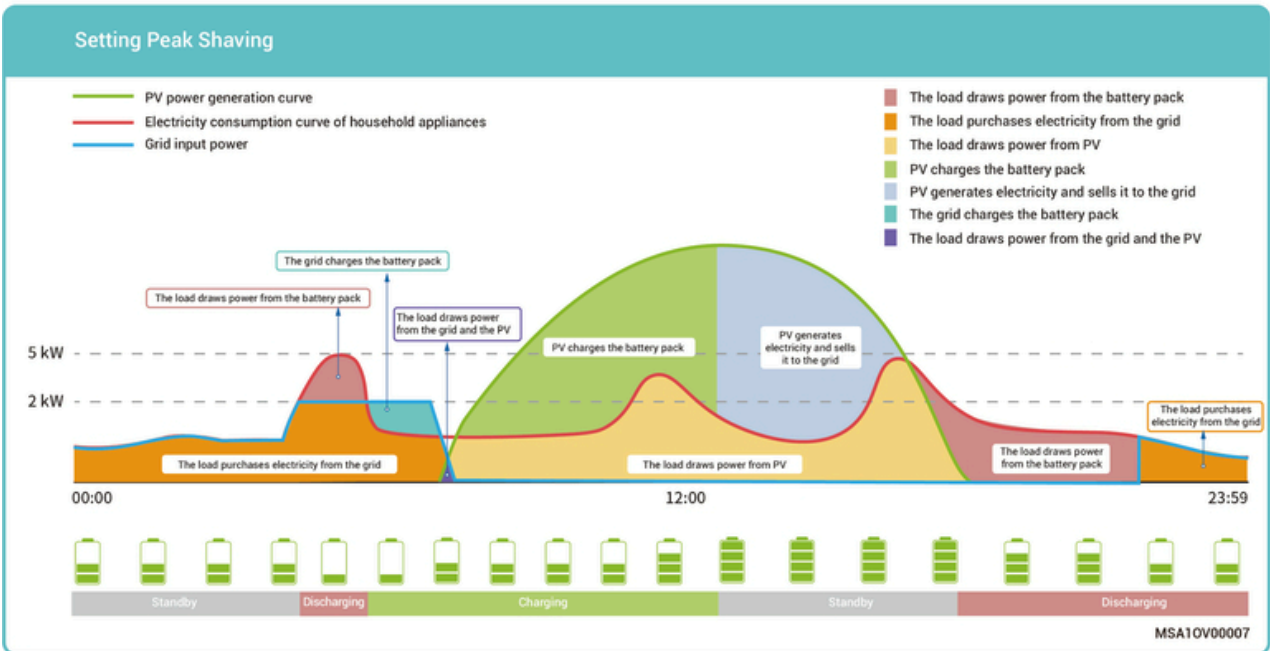 Setting Peak Shaving
PV power generation curve
Electricity consumption curve of household appliances
Grid input power
The load draws power from the battery pack
The load purchases electricity from the grid
The load draws power from PV
PV charges the battery pack
PV generates electricity and sells it to the grid
The grid charges the battery pack
The load draws power from the grid and the PV
The grid charges the battery pack
The load draws power from the battery pack
The load draws power
from the grid and the PV
PV charges the battery pack
PV generates
electricity and sells
it to the grid
5 kW
2 kW
The load purchases
electricity from the grid
The load purchases electricity from the grid
The load draws power from PV
The load draws power
from the battery pack
00:00
12:00
23:59
Standby
Discharging
Charging
Standby
Discharging
MSA1OV00007